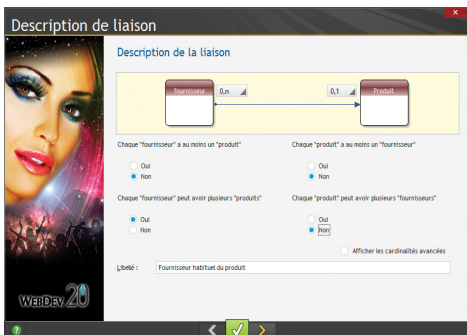 Description de liaison
Description de la liaison
fournisseur
0,n
0,1
Produit
Chaque "fournisseur" a au moins un "produit"
Chaque "produit" a au moins un "fournisseur"
Oui
Non
Oui
Non
Chaque "fournisseur" peut avoir plusieurs "produits"
Chaque "produit" peut avoir plusieurs "fournisseurs"
Oui
Non
Oui
Non
Afficher les cardinalités avancées
Libellé :
Fournisseur habituel du produit
WEBDEV 20